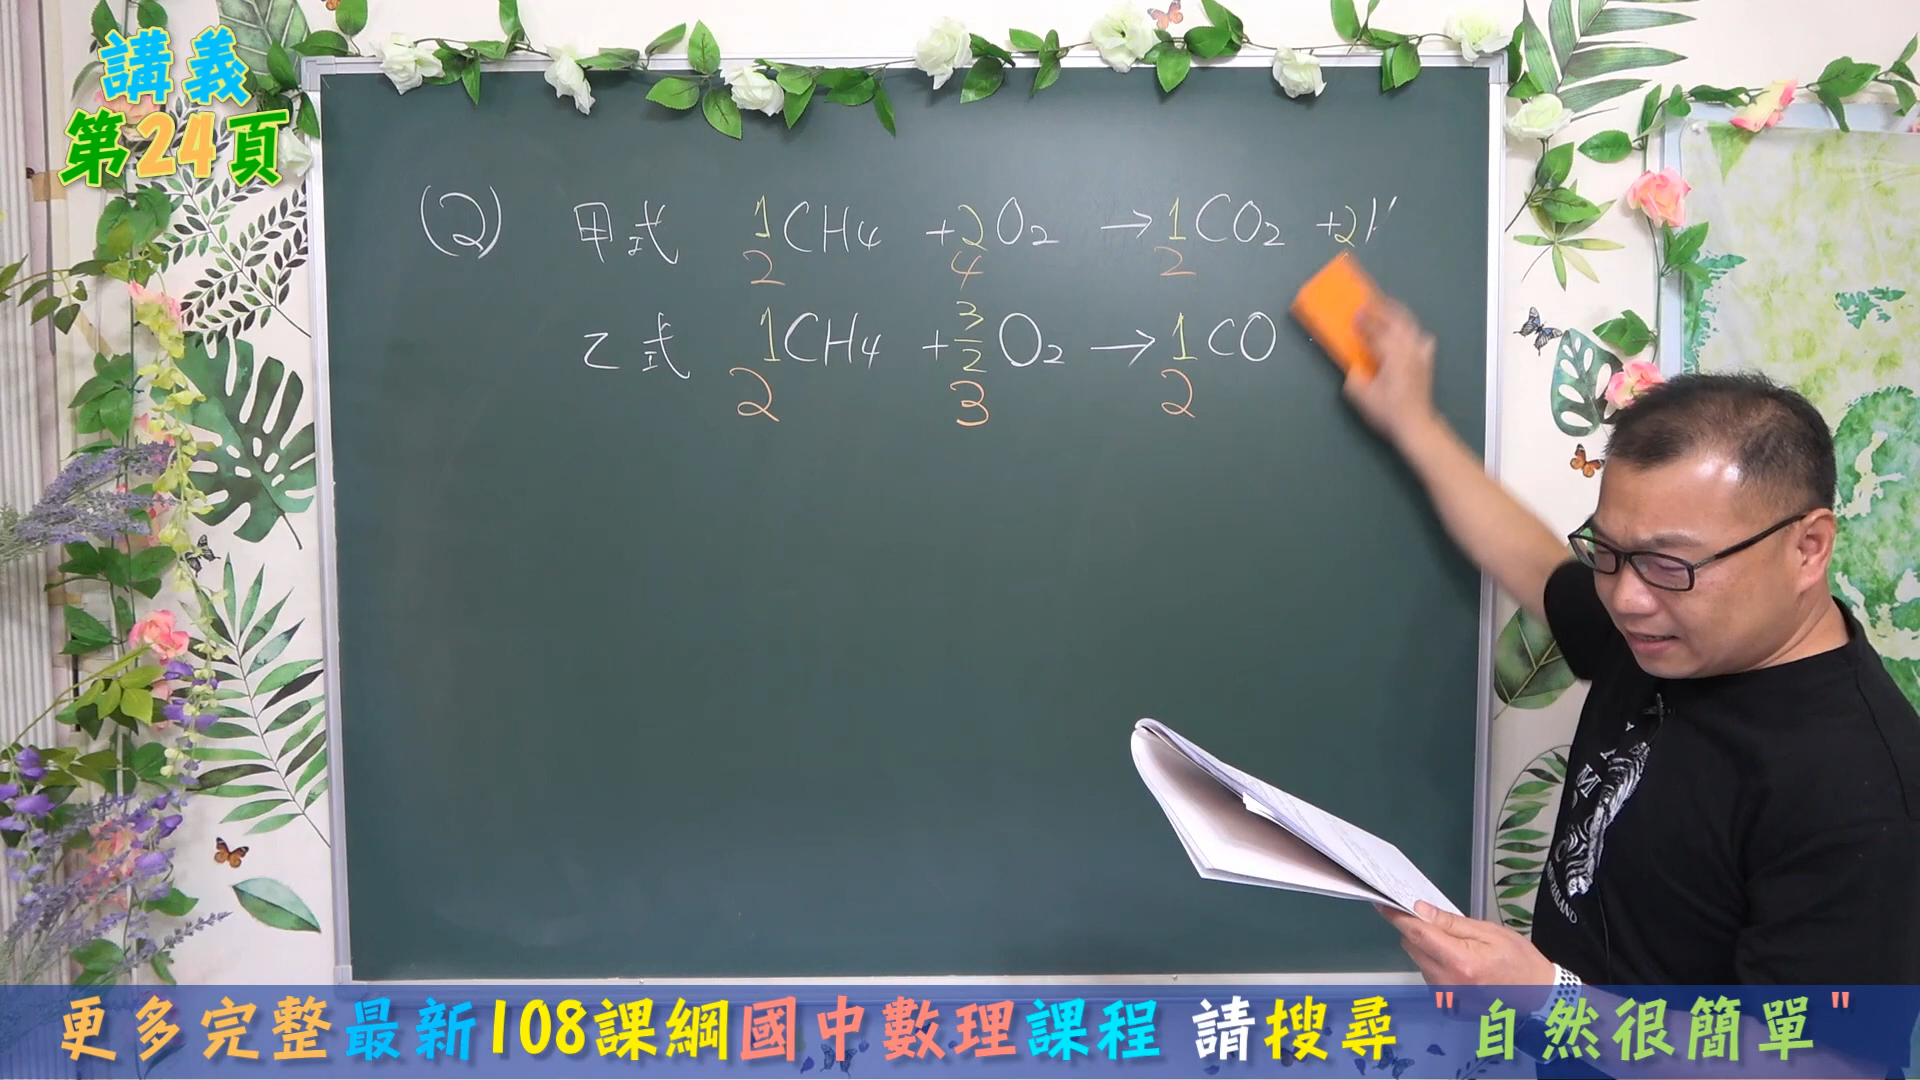 講義
第24頁
(2) 甲式 1CH4 +2O2 →1CO2 +2
2 4 2
乙式 1CH4 +3/2 O2 →1CO
2 3 2
更多完整最新108課綱國中數理課程 請搜尋 "自然很簡單"